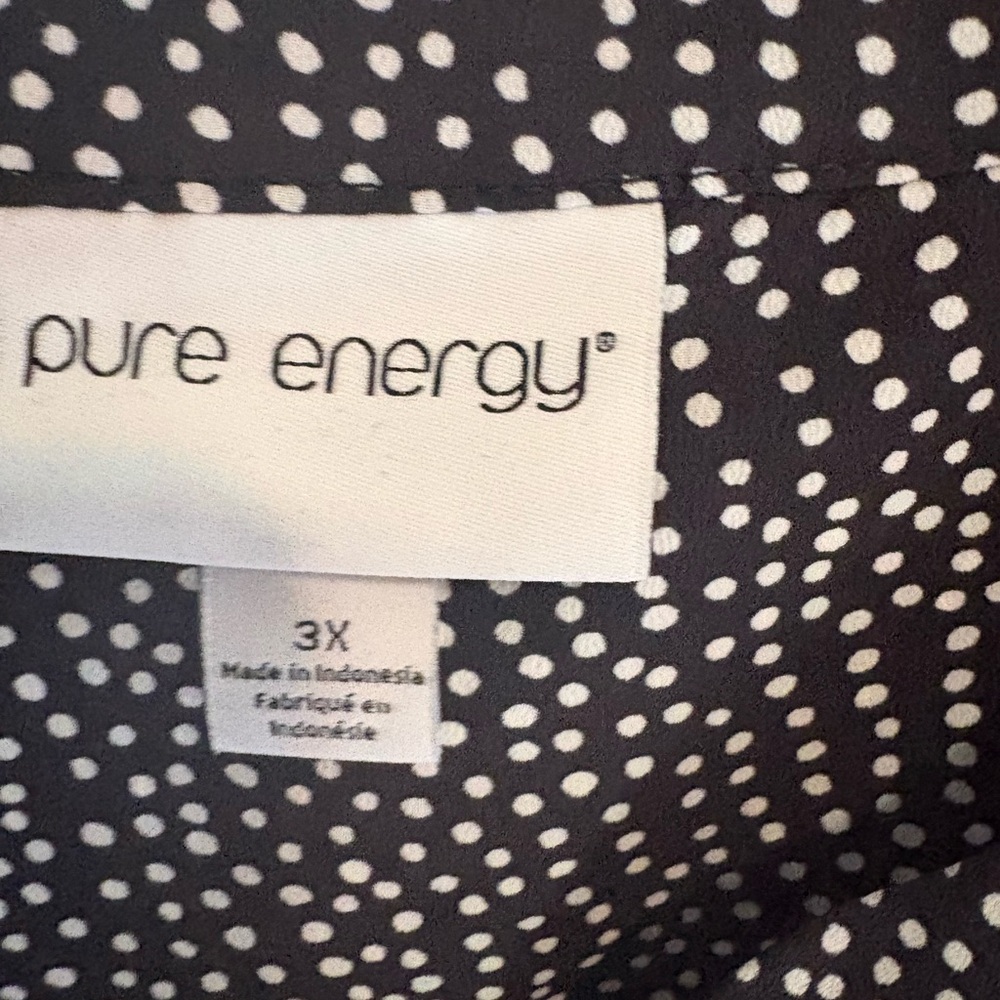 pure energy®
3X
Made in Indonesia
Fabriqué en
Indonésie